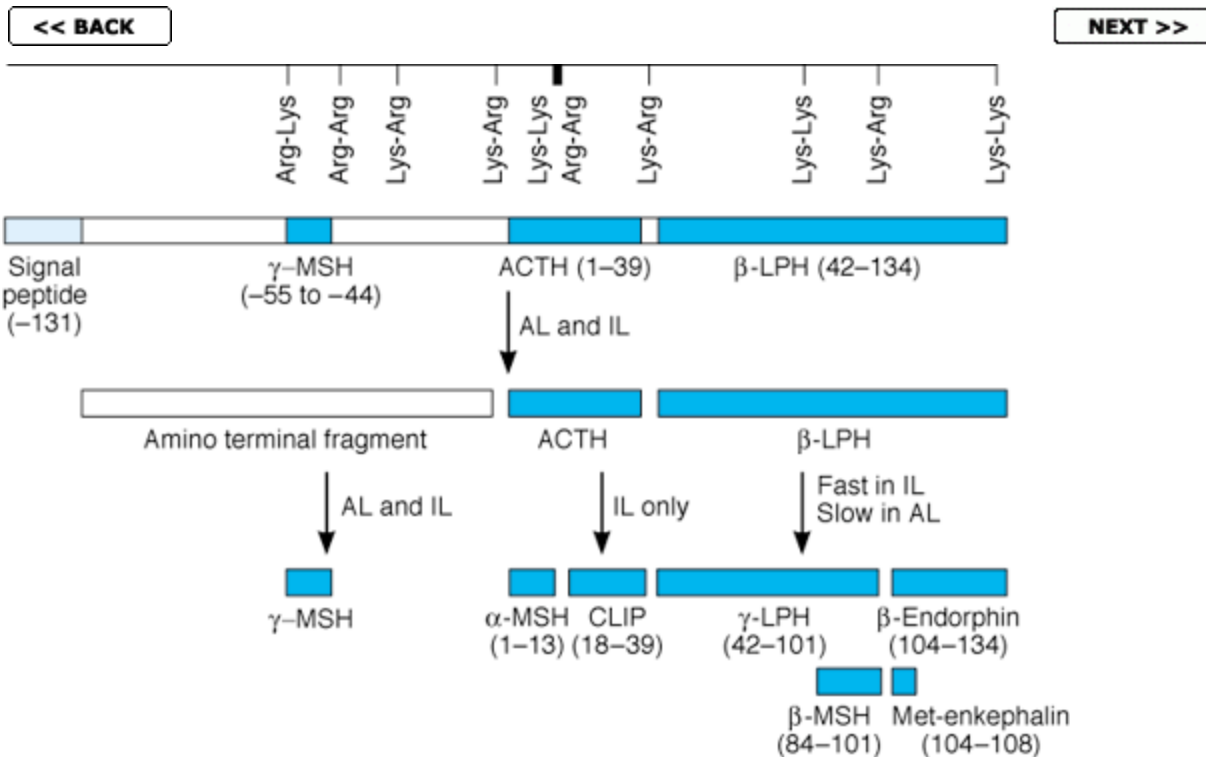 << BACK
NEXT >>
Arg-Lys
Arg-Arg
Lys-Arg
Lys-Arg
Lys-Lys
Arg-Arg
Lys-Arg
Lys-Lys
Lys-Arg
Lys-Lys
Signal
peptide
(–131)
γ–MSH
(–55 to –44)
ACTH (1–39)
β-LPH (42–134)
AL and IL
Amino terminal fragment
ACTH
β-LPH
AL and IL
IL only
Fast in IL
Slow in AL
γ–MSH
α-MSH
(1–13)
CLIP
(18–39)
γ-LPH
(42–101)
β-Endorphin
(104–134)
β-MSH
(84–101)
Met-enkephalin
(104–108)